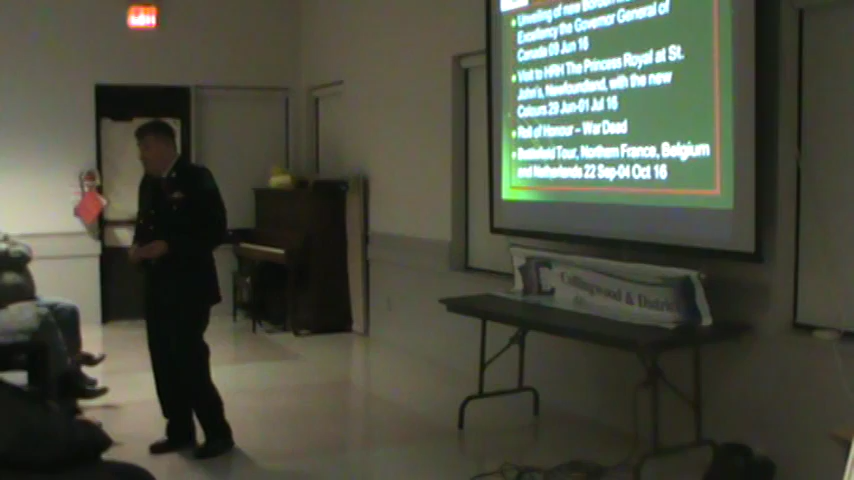 EXIT
Unveiling of new
Excellency the Governor General of
Canada 09 Jun 16
Visit to HRH The Princess Royal at St.
John's, Newfoundland, with the new
Colours 29 Jun-01 Jul 16
Roll of Honour - War Dead
Battlefield Tour, Northern France, Belgium
and Netherlands 22 Sep-04 Oct 16
Collingwood & District